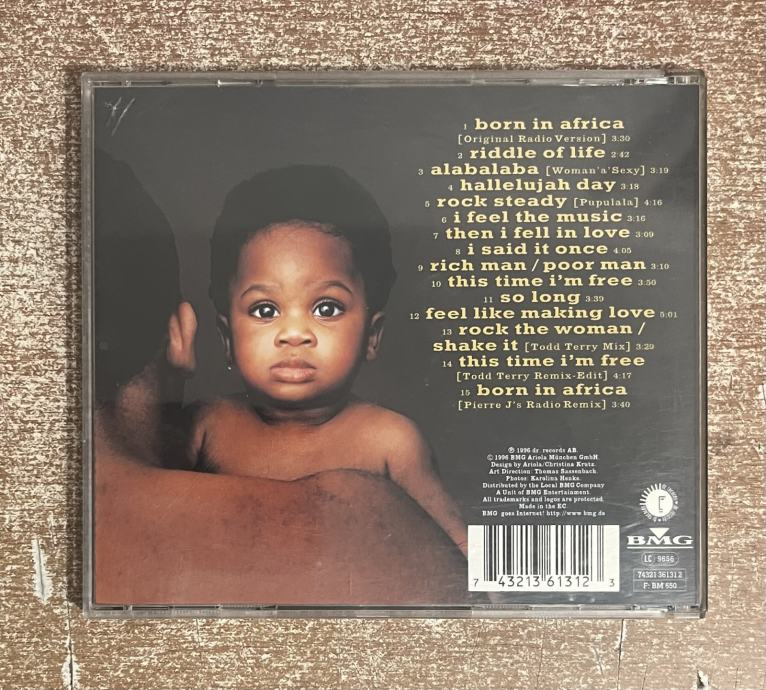 1 born in africa
[Original Radio Version] 3:30
2 riddle of life 2:42
3 alabalaba [Woman'a'Sexy] 3:19
4 hallelujah day 3:18
5 rock steady [Pupulala] 4:16
6 i feel the music 3:16
7 then i fell in love 3:09
8 i said it once 4:05
9 rich man / poor man 3:10
10 this time i'm free 3:50
11 so long 3:39
12 feel like making love 5:01
13 rock the woman /
shake it [Todd Terry Mix] 3:29
14 this time i'm free
[Todd Terry Remix-Edit] 4:17
15 born in africa
[Pierre J's Radio Remix] 3:40
℗ 1996 dr. records AB.
© 1996 BMG Ariola München GmbH.
Design by Ariola/Christina Krutz.
Art Direction: Thomas Sassenbach.
Photos: Karolina Henke.
Distributed by the Local BMG Company
A Unit of BMG Entertainment.
All trademarks and logos are protected.
Made in the EC.
BMG goes Internet! http://www.bmg.de
BMG
LC 9656
74321 36131 2
F: BM 650
7 43213 61312 3